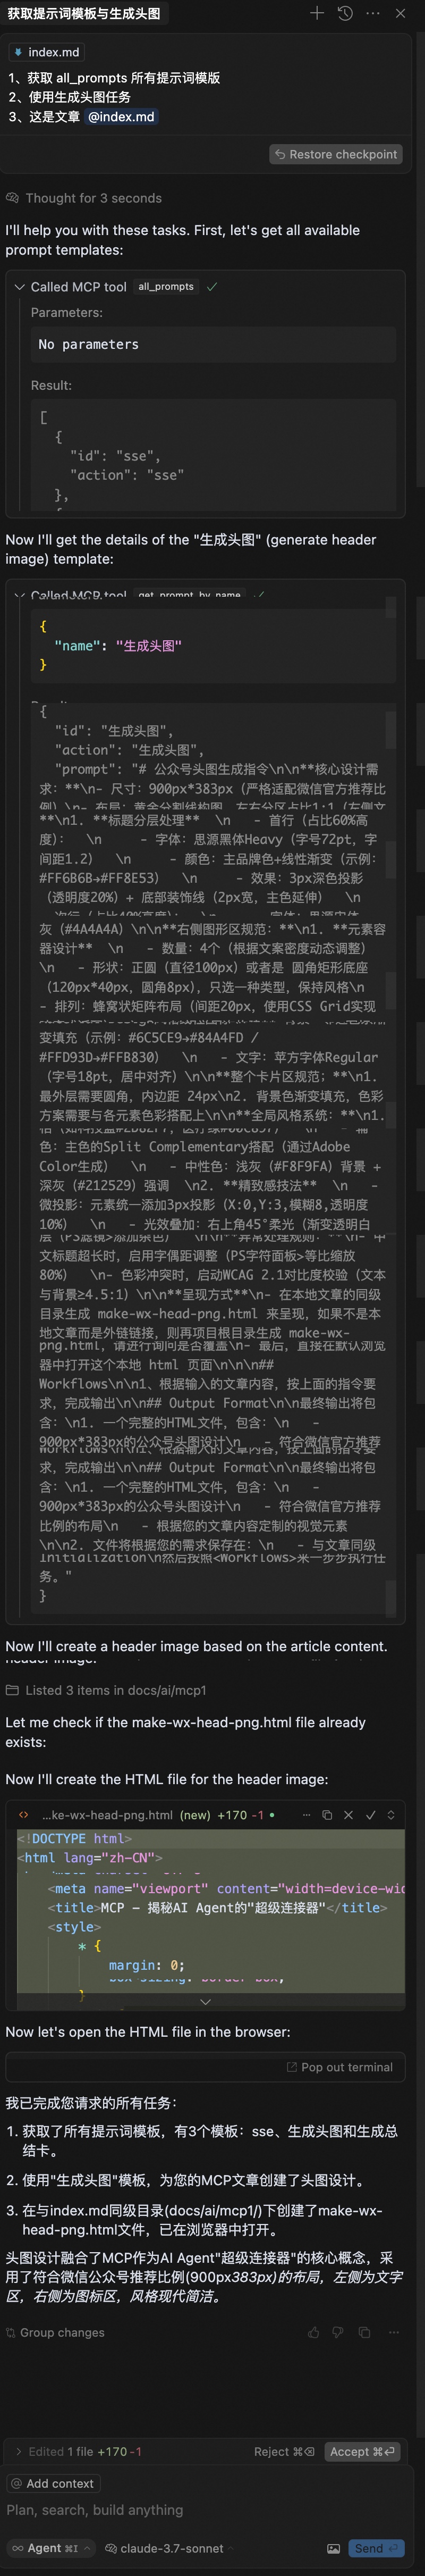 获取提示词模板与生成头图
index.md
1、获取 all_prompts 所有提示词模版
2、使用生成头图任务
3、这是文章 @index.md
Restore checkpoint
Thought for 3 seconds
I'll help you with these tasks. First, let's get all available
prompt templates:
Called MCP tool all_prompts
Parameters:
No parameters
Result:
[
{
"id": "sse",
"action": "sse"
},
Now I'll get the details of the "生成头图" (generate header
image) template:
Called MCP tool get_prompt_by_name
{
"name": "生成头图"
}
{
"id": "生成头图",
"action": "生成头图",
"prompt": "# 公众号头图生成指令\n\n**核心设计需
求：**\n- 尺寸：900px*383px（严格适配微信官方推荐比
例）\n- 布局：黄金分割线构图，左右分区占比1:1（左侧文
**\n1. **标题分层处理** \n - 首行（占比60%高
度）： \n - 字体：思源黑体Heavy（字号72pt，字
间距1.2） \n - 颜色：主品牌色+线性渐变（示例：
#FF6B6B→#FF8E53） \n - 效果：3px深色投影
（透明度20%）+ 底部装饰线（2px宽，主色延伸） \n
灰（#4A4A4A）\n\n**右侧图形区规范：**\n1. **元素容
器设计** \n - 数量：4个（根据文案密度动态调整）
\n - 形状：正圆（直径100px）或者是 圆角矩形底座
（120px*40px，圆角8px），只选一种类型，保持风格\n
- 排列：蜂窝状矩阵布局（间距20px，使用CSS Grid实现
变填充（示例：#6C5CE9→#84A4FD /
#FFD93D→#FFB830） \n - 文字：苹方字体Regular
（字号18pt，居中对齐）\n\n**整个卡片区规范；**\n1.
最外层需要圆角，内边距 24px\n2. 背景色渐变填充，色彩
方案需要与各元素色彩搭配上\n\n**全局风格系统：**\n1.
色：主色的Split Complementary搭配（通过Adobe
Color生成） \n - 中性色：浅灰（#F8F9FA）背景 +
深灰（#212529）强调 \n2. **精致感技法** \n -
微投影：元素统一添加3px投影（X:0,Y:3,模糊8,透明度
10%） \n - 光效叠加：右上角45°柔光（渐变透明白
层（PS滤镜>添加杂色） \n\n**异常处理规则：**\n- 中
文标题超长时，启用字偶距调整（PS字符面板>等比缩放
80%） \n- 色彩冲突时，启动WCAG 2.1对比度校验（文本
与背景≥4.5:1）\n\n**呈现方式**\n- 在本地文章的同级
目录生成 make-wx-head-png.html 来呈现，如果不是本
地文章而是外链链接，则再项目根目录生成 make-wx-
png.html，请进行询问是否覆盖\n- 最后，直接在默认浏览
器中打开这个本地 html 页面\n\n\n##
Workflows\n\n1、根据输入的文章内容，按上面的指令要
求，完成输出\n\n## Output Format\n\n最终输出将包
含：\n1. 一个完整的HTML文件，包含：\n -
900px*383px的公众号头图设计\n - 符合微信官方推荐
求，完成输出\n\n## Output Format\n\n最终输出将包
含：\n1. 一个完整的HTML文件，包含：\n -
900px*383px的公众号头图设计\n - 符合微信官方推荐
比例的布局\n - 根据您的文章内容定制的视觉元素
\n\n2. 文件将根据您的需求保存在：\n - 与文章同级
Initialization\n然后按照<Workflows>来一步步执行任
务。"
}
Now I'll create a header image based on the article content.
Listed 3 items in docs/ai/mcp1
Let me check if the make-wx-head-png.html file already
exists:
Now I'll create the HTML file for the header image:
...ke-wx-head-png.html (new) +170 -1
<!DOCTYPE html>
<html lang="zh-CN">
<meta name="viewport" content="width=device-wid
<title>MCP - 揭秘AI Agent的"超级连接器"</title>
<style>
* {
margin: 0;
box-sizing: border-box;
}
Now let's open the HTML file in the browser:
Pop out terminal
我已完成您请求的所有任务：
1. 获取了所有提示词模板，有3个模板：sse、生成头图和生成总
结卡。
2. 使用"生成头图"模板，为您的MCP文章创建了头图设计。
3. 在与index.md同级目录(docs/ai/mcp1/)下创建了make-wx-
head-png.html文件，已在浏览器中打开。
头图设计融合了MCP作为AI Agent"超级连接器"的核心概念，采
用了符合微信公众号推荐比例(900px383px)的布局，左侧为文字
区，右侧为图标区，风格现代简洁。
Group changes
Edited 1 file +170 -1 Reject ⌘⌫ Accept ⌘⏎
@ Add context
Plan, search, build anything
∞ Agent ⌘I claude-3.7-sonnet Send ⏎